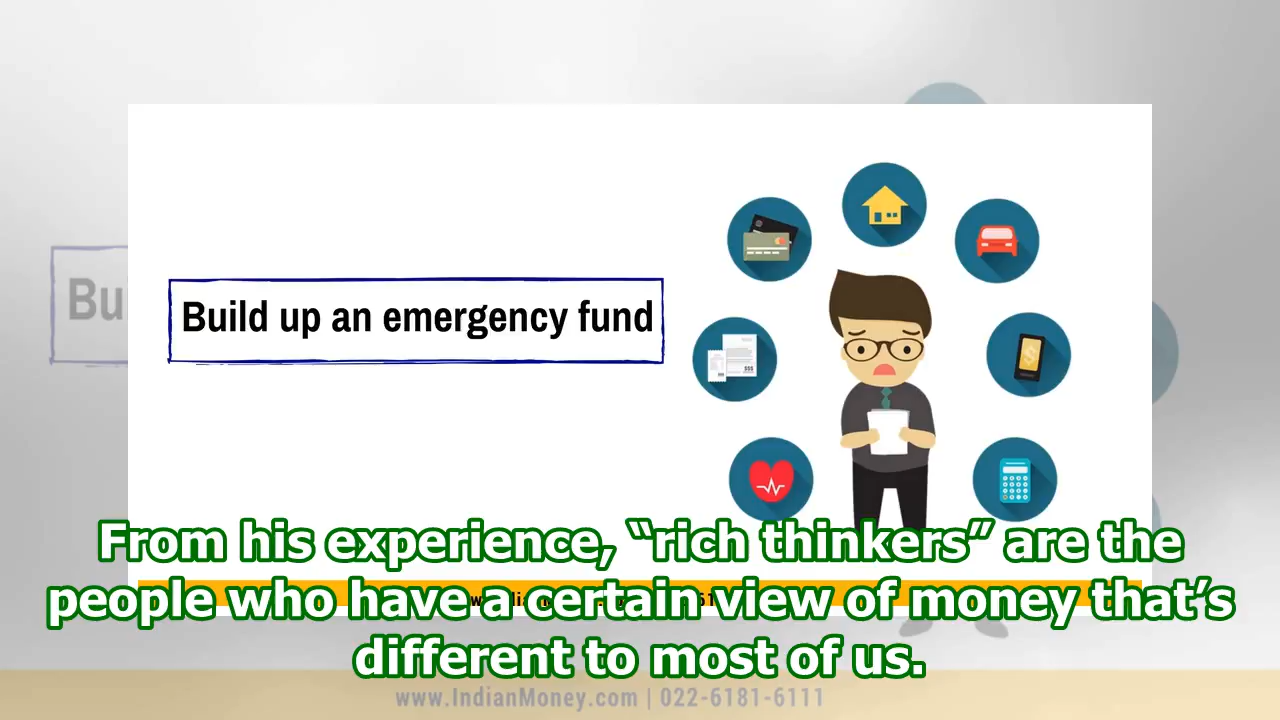 Build up an emergency fund
From his experience, “rich thinkers” are the
people who have a certain view of money that’s
different to most of us.
www.IndianMoney.com | 022-6181-6111